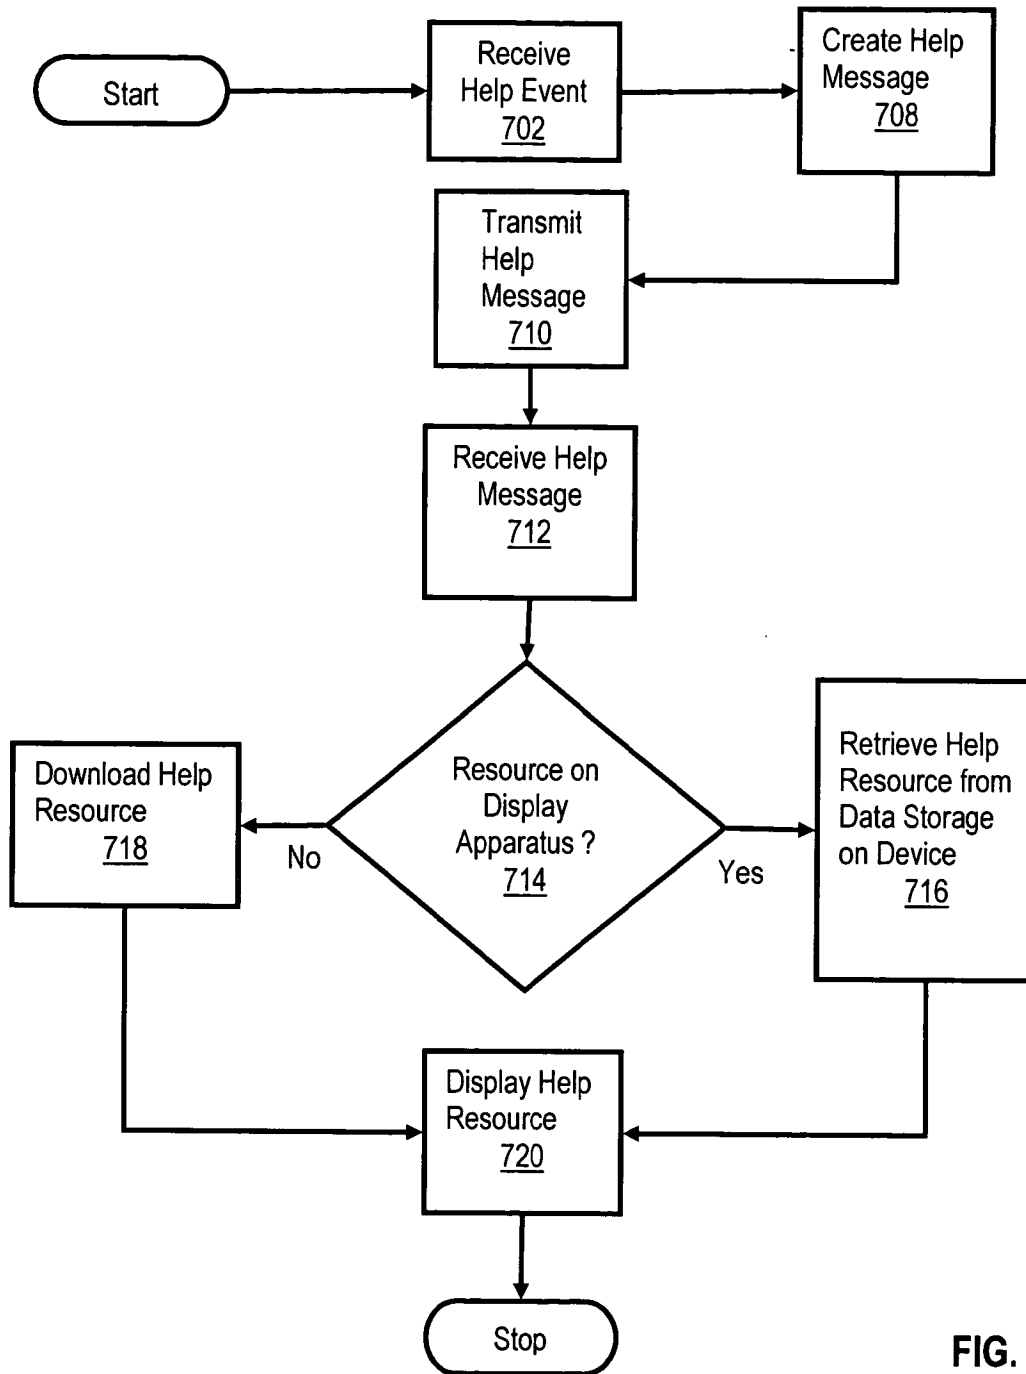 Start
Receive
Help Event
702
Create Help
Message
708
Transmit
Help
Message
710
Receive Help
Message
712
Resource on
Display
Apparatus ?
714
No
Yes
Download Help
Resource
718
Retrieve Help
Resource from
Data Storage
on Device
716
Display Help
Resource
720
Stop
FIG.